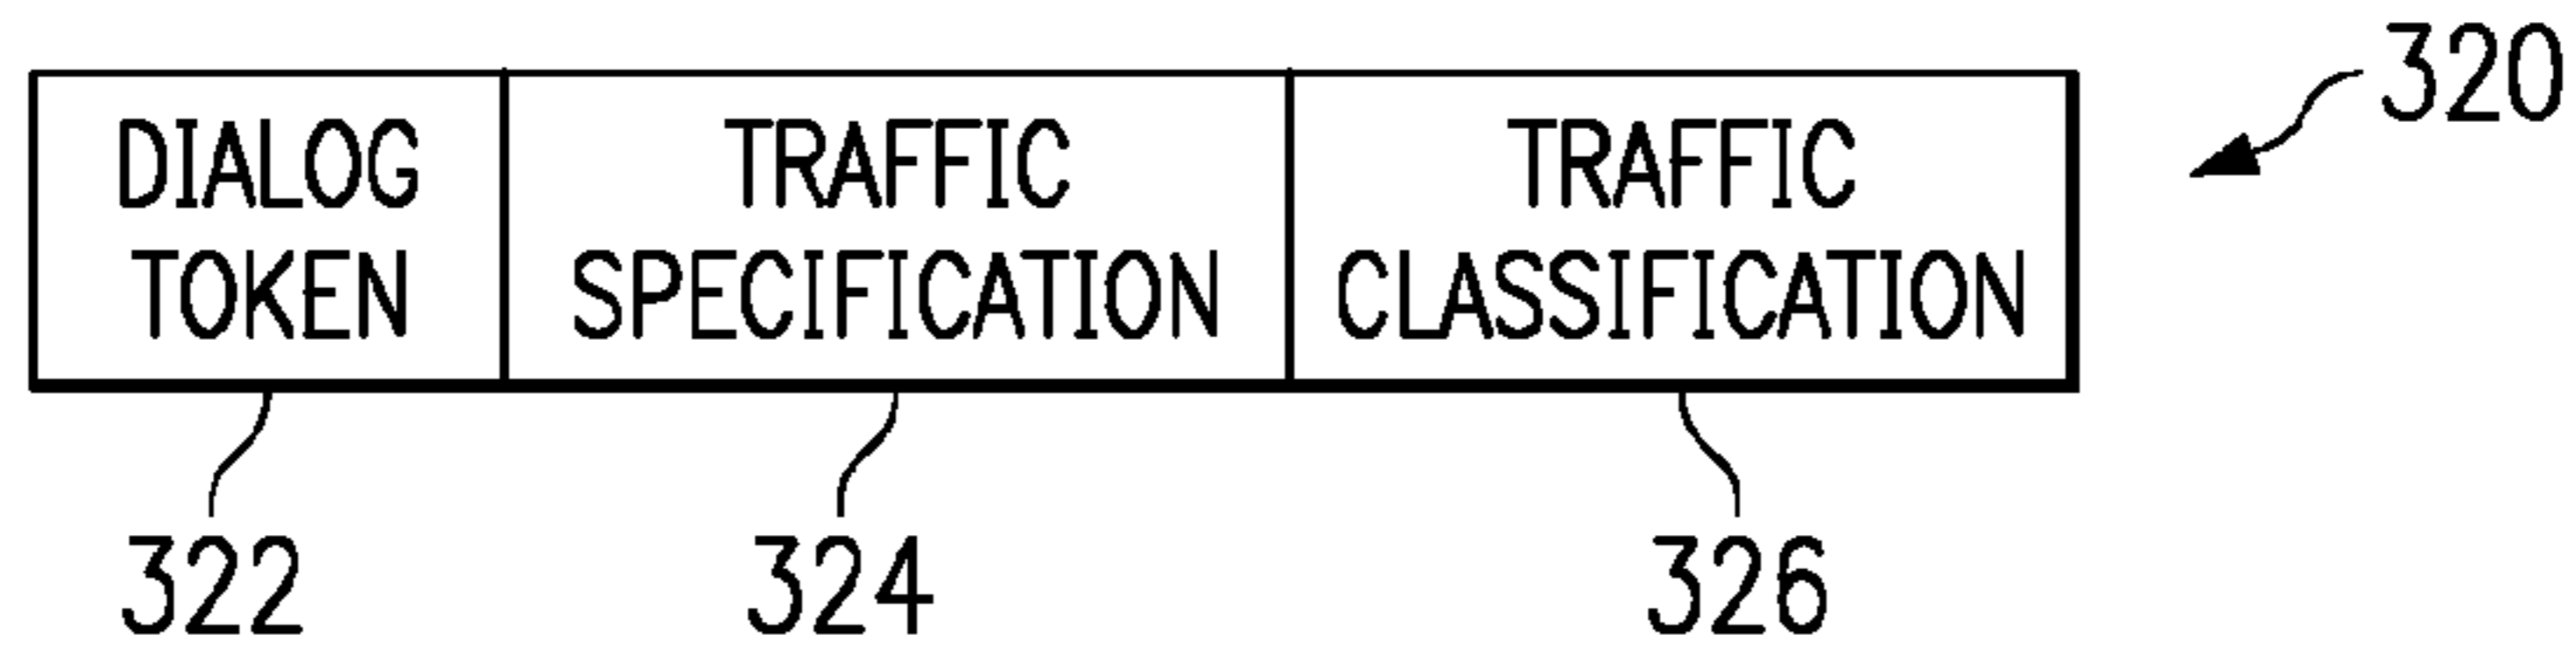 320
DIALOG
TOKEN
TRAFFIC
SPECIFICATION
TRAFFIC
CLASSIFICATION
322
324
326